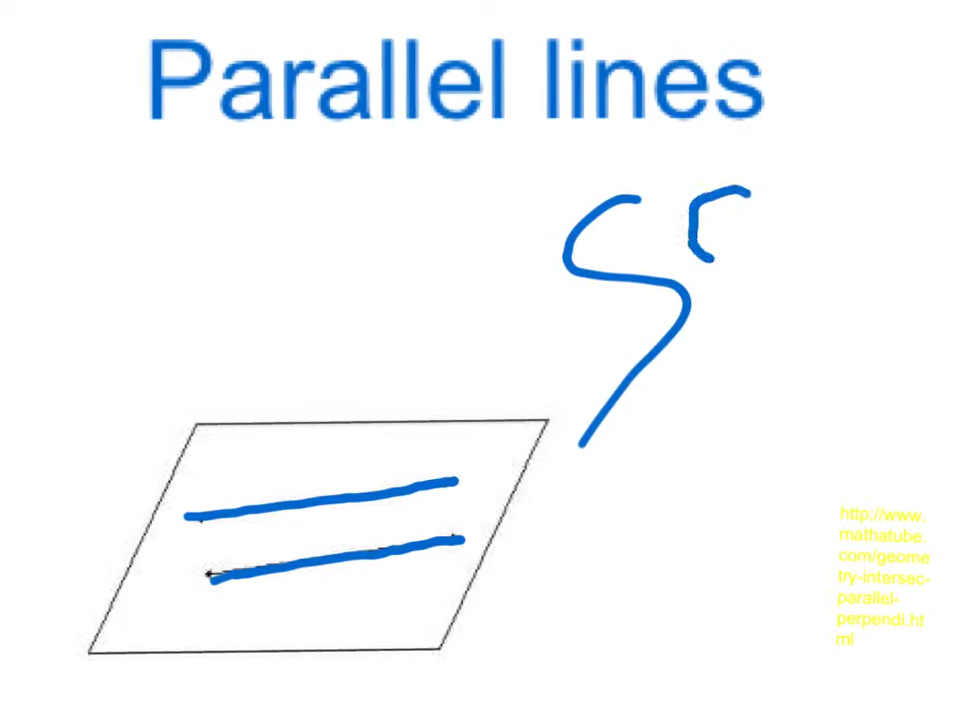 Parallel lines
http://www.
mathatube.
com/geome
try-intersec-
parallel-
perpendi.ht
ml